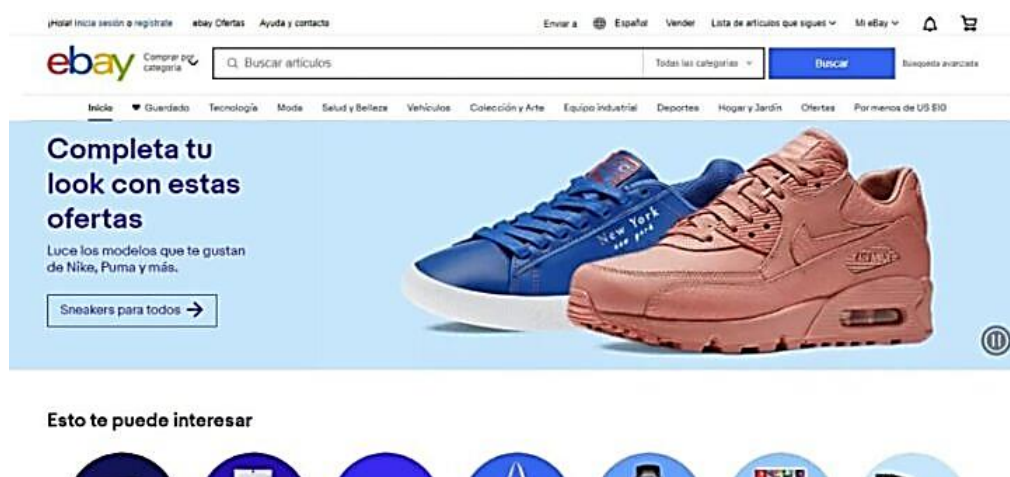 ¡Hola! Inicia sesión o regístrate ebay Ofertas Ayuda y contacto Enviar a Español Vender Lista de artículos que sigues Mi eBay
ebay Comprar por categoría Buscar artículos Todas las categorías Buscar Búsqueda avanzada
Inicio Guardado Tecnología Moda Salud y Belleza Vehículos Colección y Arte Equipo industrial Deportes Hogar y Jardín Ofertas Por menos de US $10
Completa tu
look con estas
ofertas
Luce los modelos que te gustan
de Nike, Puma y más.
Sneakers para todos
New York
new york
Esto te puede interesar